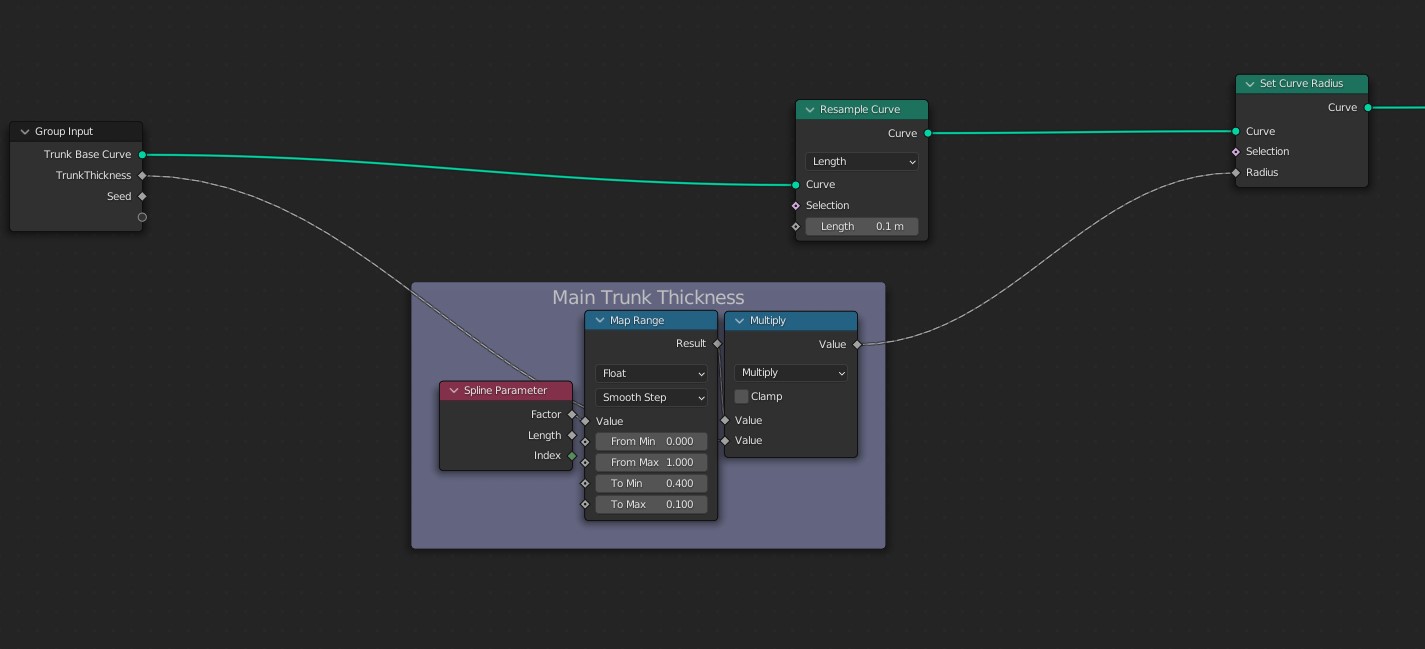 Group Input
Trunk Base Curve
TrunkThickness
Seed
Resample Curve
Curve
Length
Curve
Selection
Length 0.1 m
Set Curve Radius
Curve
Curve
Selection
Radius
Main Trunk Thickness
Spline Parameter
Factor
Length
Index
Map Range
Result
Float
Smooth Step
Value
From Min 0.000
From Max 1.000
To Min 0.400
To Max 0.100
Multiply
Value
Multiply
Clamp
Value
Value